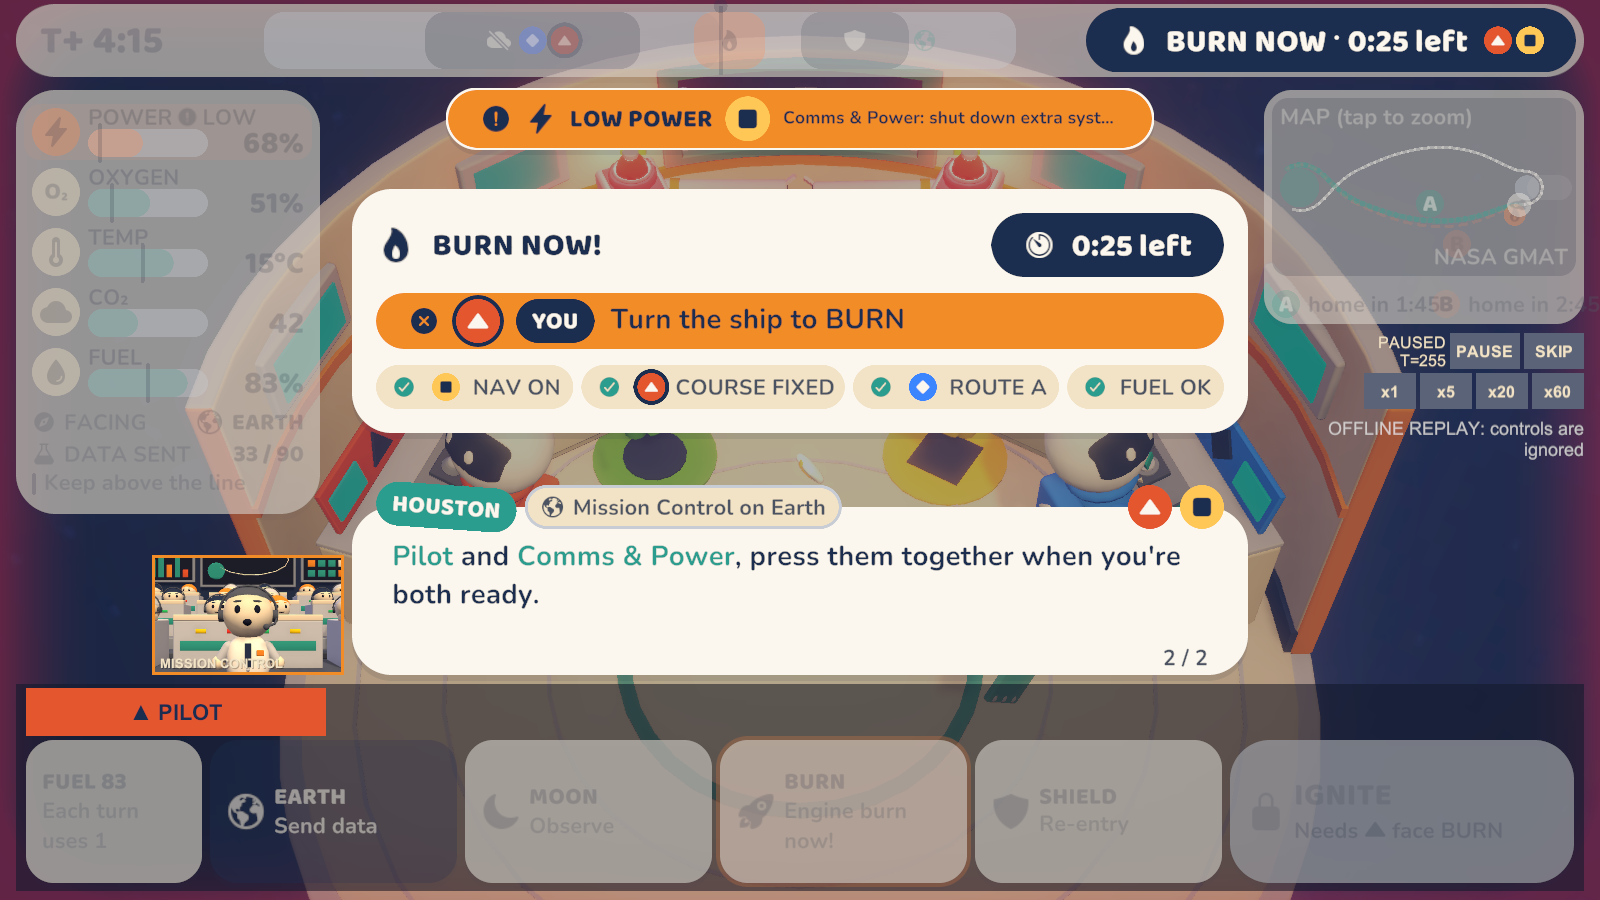 T+ 4:15
BURN NOW · 0:25 left
LOW POWER Comms & Power: shut down extra syst...
POWER ! LOW
68%
O₂ OXYGEN
51%
TEMP
15°C
CO₂
42
FUEL
83%
FACING EARTH
DATA SENT 33 / 90
Keep above the line
MAP (tap to zoom)
A
B
NASA GMAT
A home in 1:45 B home in 2:45
PAUSED
T=255
PAUSE SKIP
x1 x5 x20 x60
OFFLINE REPLAY: controls are
ignored
BURN NOW!
0:25 left
YOU Turn the ship to BURN
NAV ON COURSE FIXED ROUTE A FUEL OK
HOUSTON Mission Control on Earth
Pilot and Comms & Power, press them together when you're
both ready.
2 / 2
MISSION CONTROL
▲ PILOT
FUEL 83
Each turn
uses 1
EARTH
Send data
MOON
Observe
BURN
Engine burn
now!
SHIELD
Re-entry
IGNITE
Needs ▲ face BURN